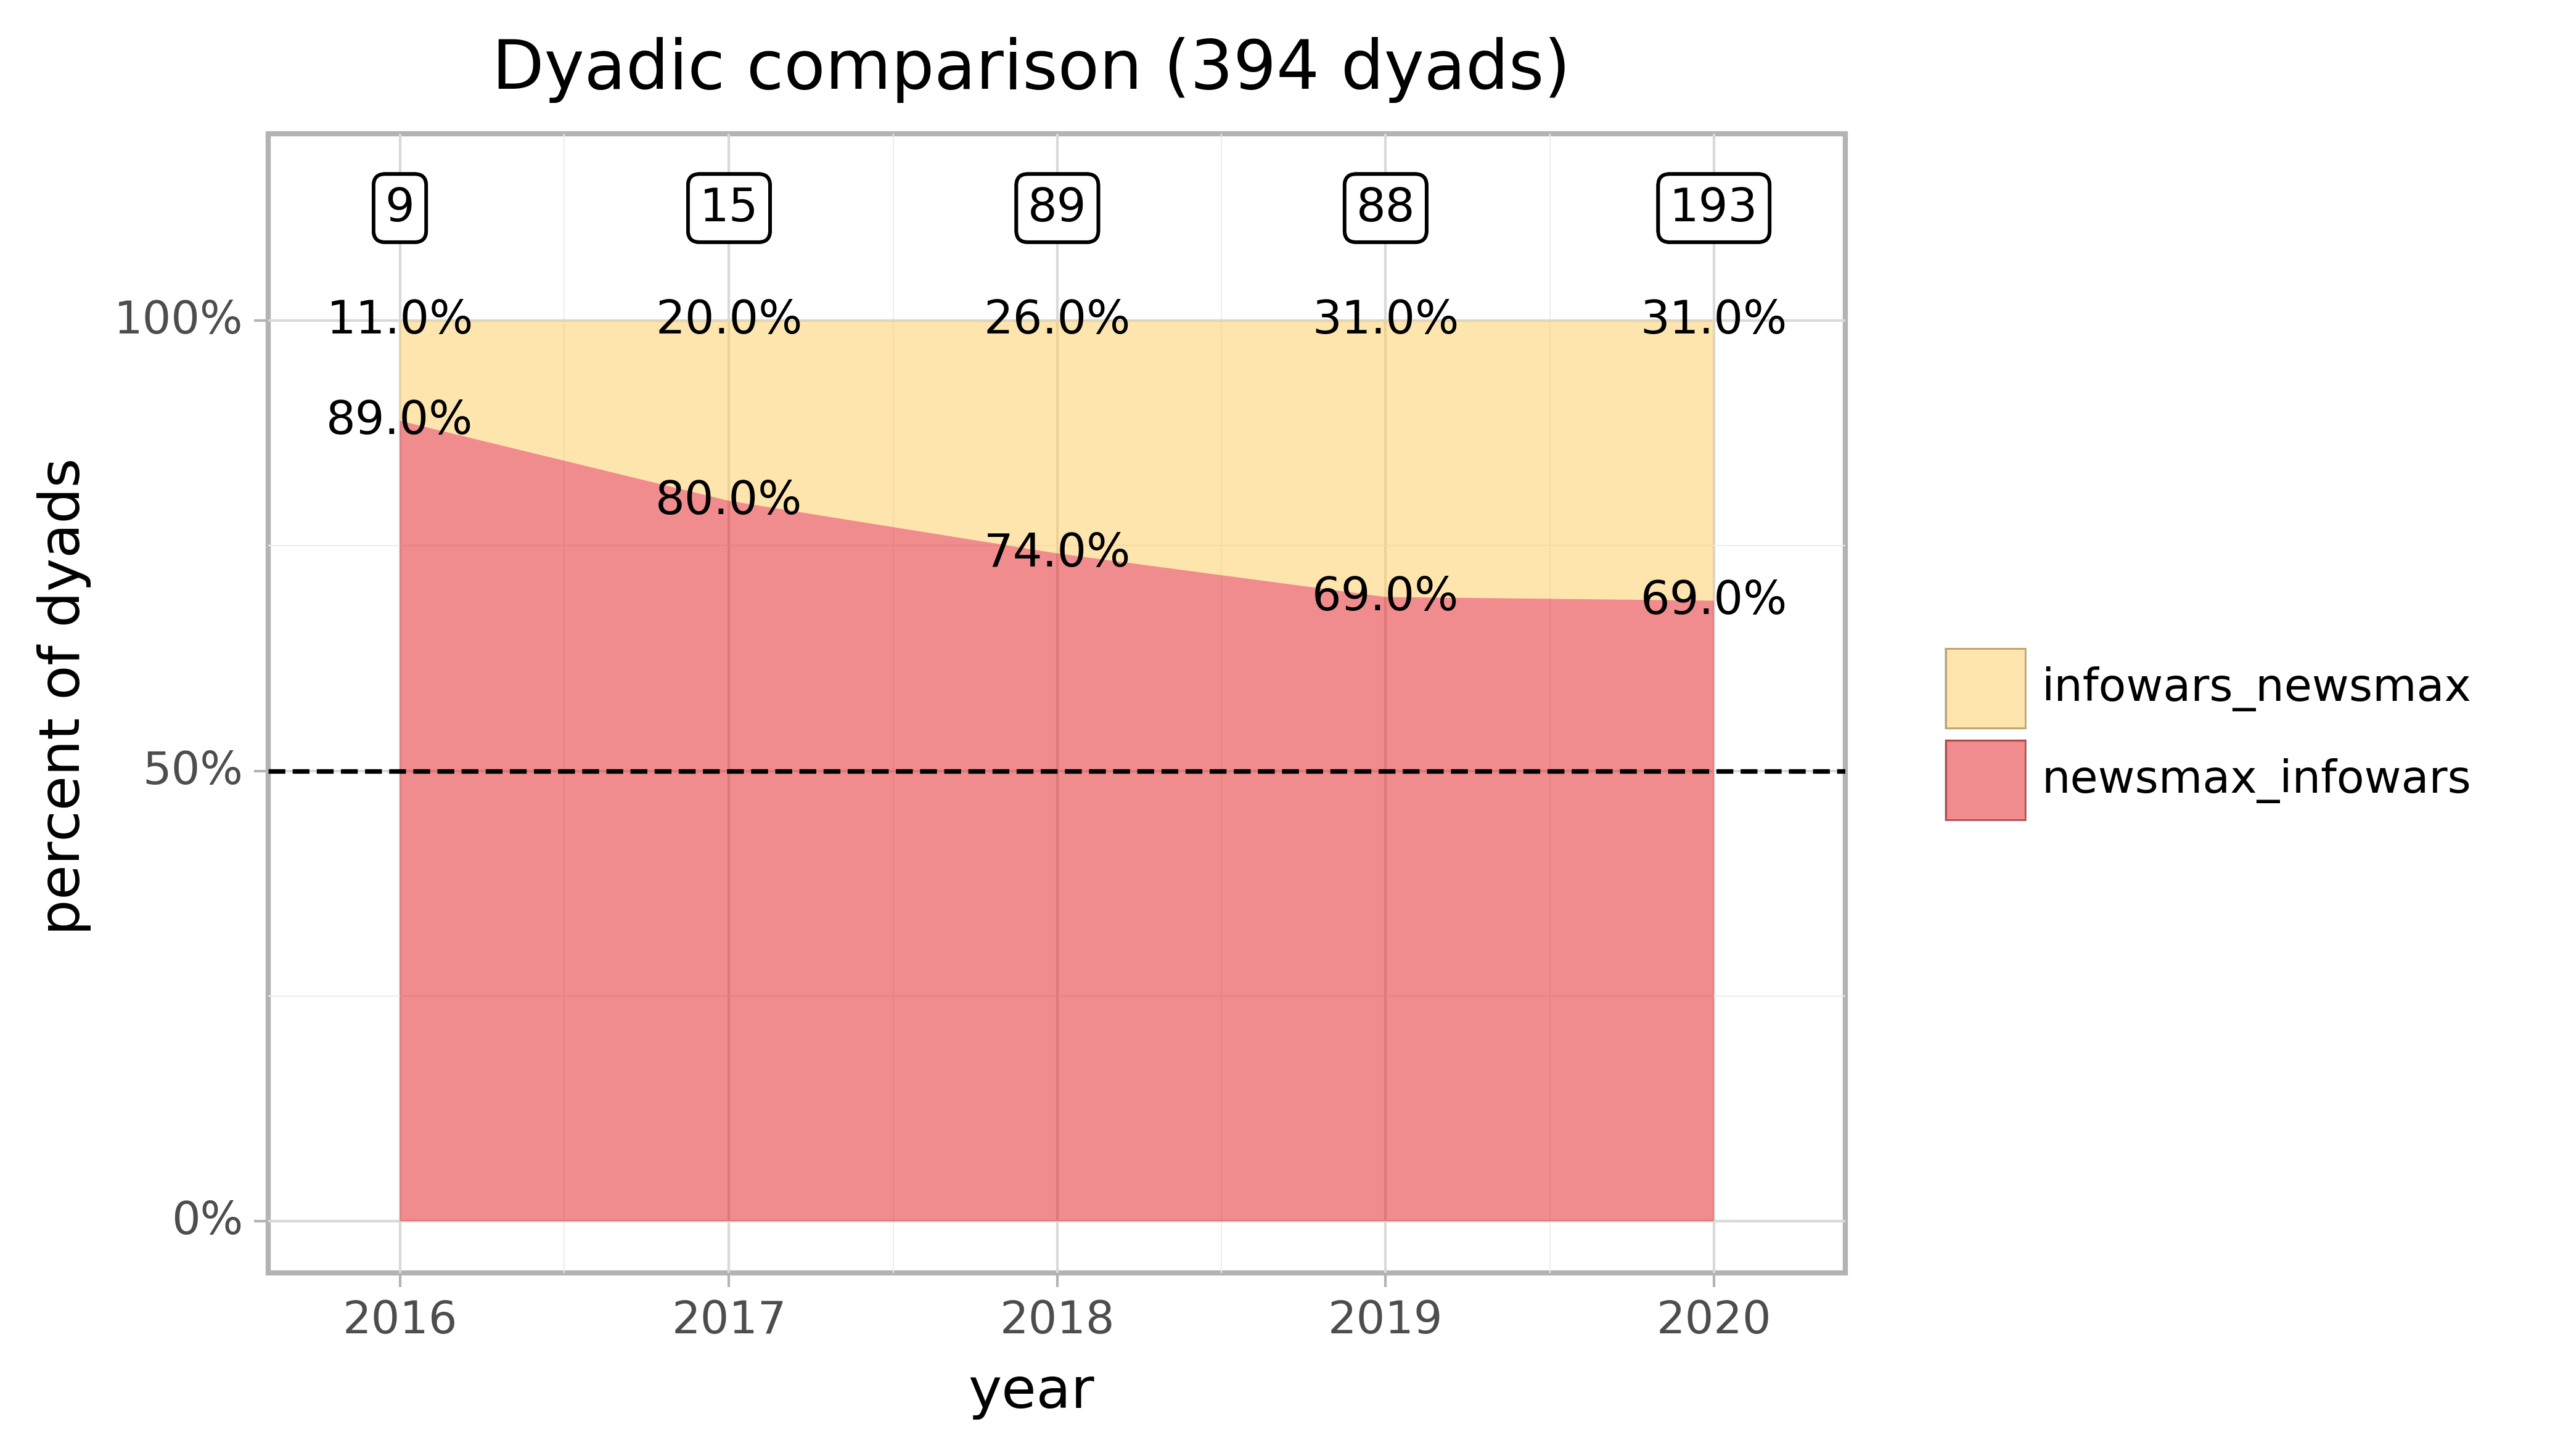 Dyadic comparison (394 dyads)
9 15 89 88 193
100%
11.0% 20.0% 26.0% 31.0% 31.0%
89.0%
80.0%
74.0%
69.0% 69.0%
percent of dyads
infowars_newsmax
50%
newsmax_infowars
0%
2016 2017 2018 2019 2020
year